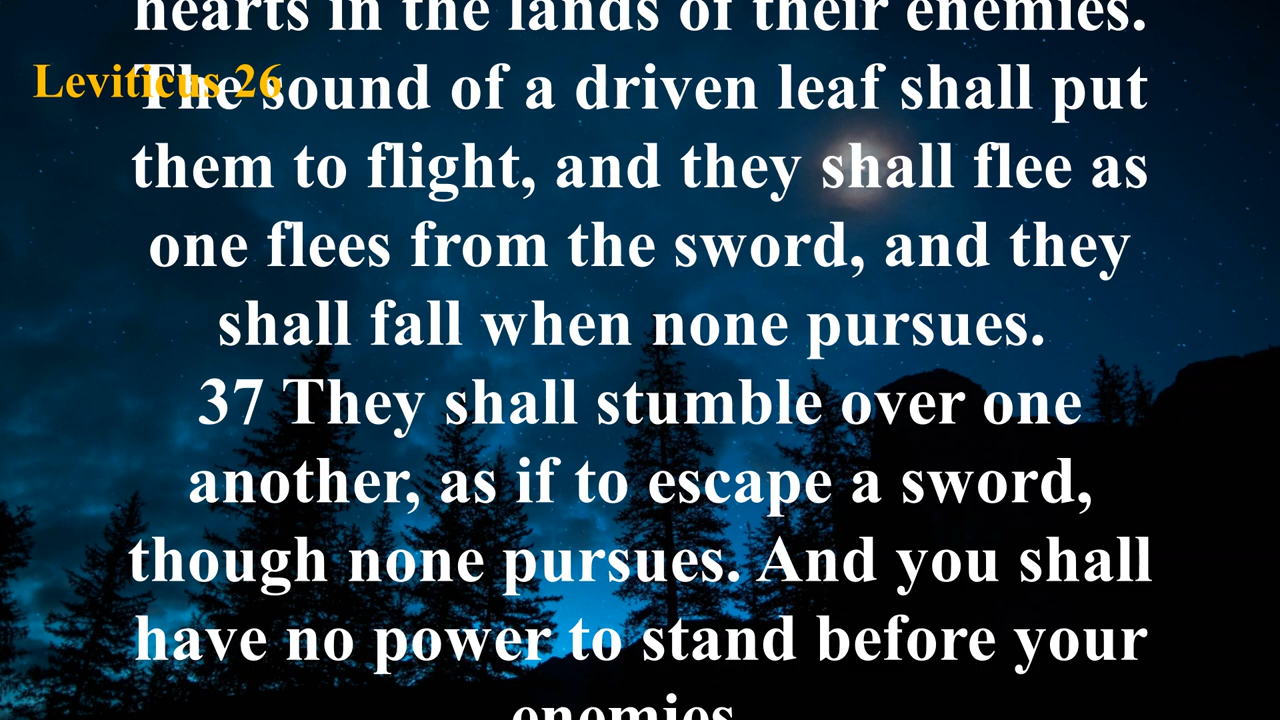 hearts in the lands of their enemies.
Leviticus 26
The sound of a driven leaf shall put
them to flight, and they shall flee as
one flees from the sword, and they
shall fall when none pursues.
37 They shall stumble over one
another, as if to escape a sword,
though none pursues. And you shall
have no power to stand before your
enemies.